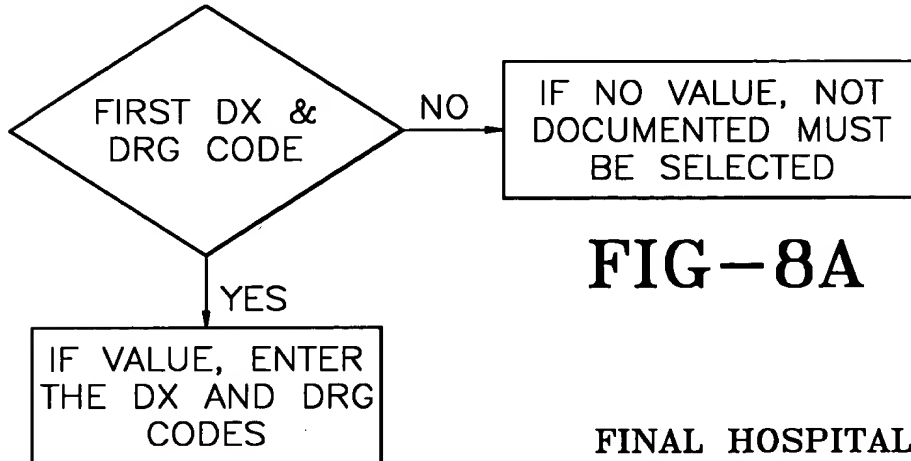 FIRST DX &
DRG CODE
NO
IF NO VALUE, NOT
DOCUMENTED MUST
BE SELECTED
FIG-8A
YES
IF VALUE, ENTER
THE DX AND DRG
CODES
FINAL HOSPITAL